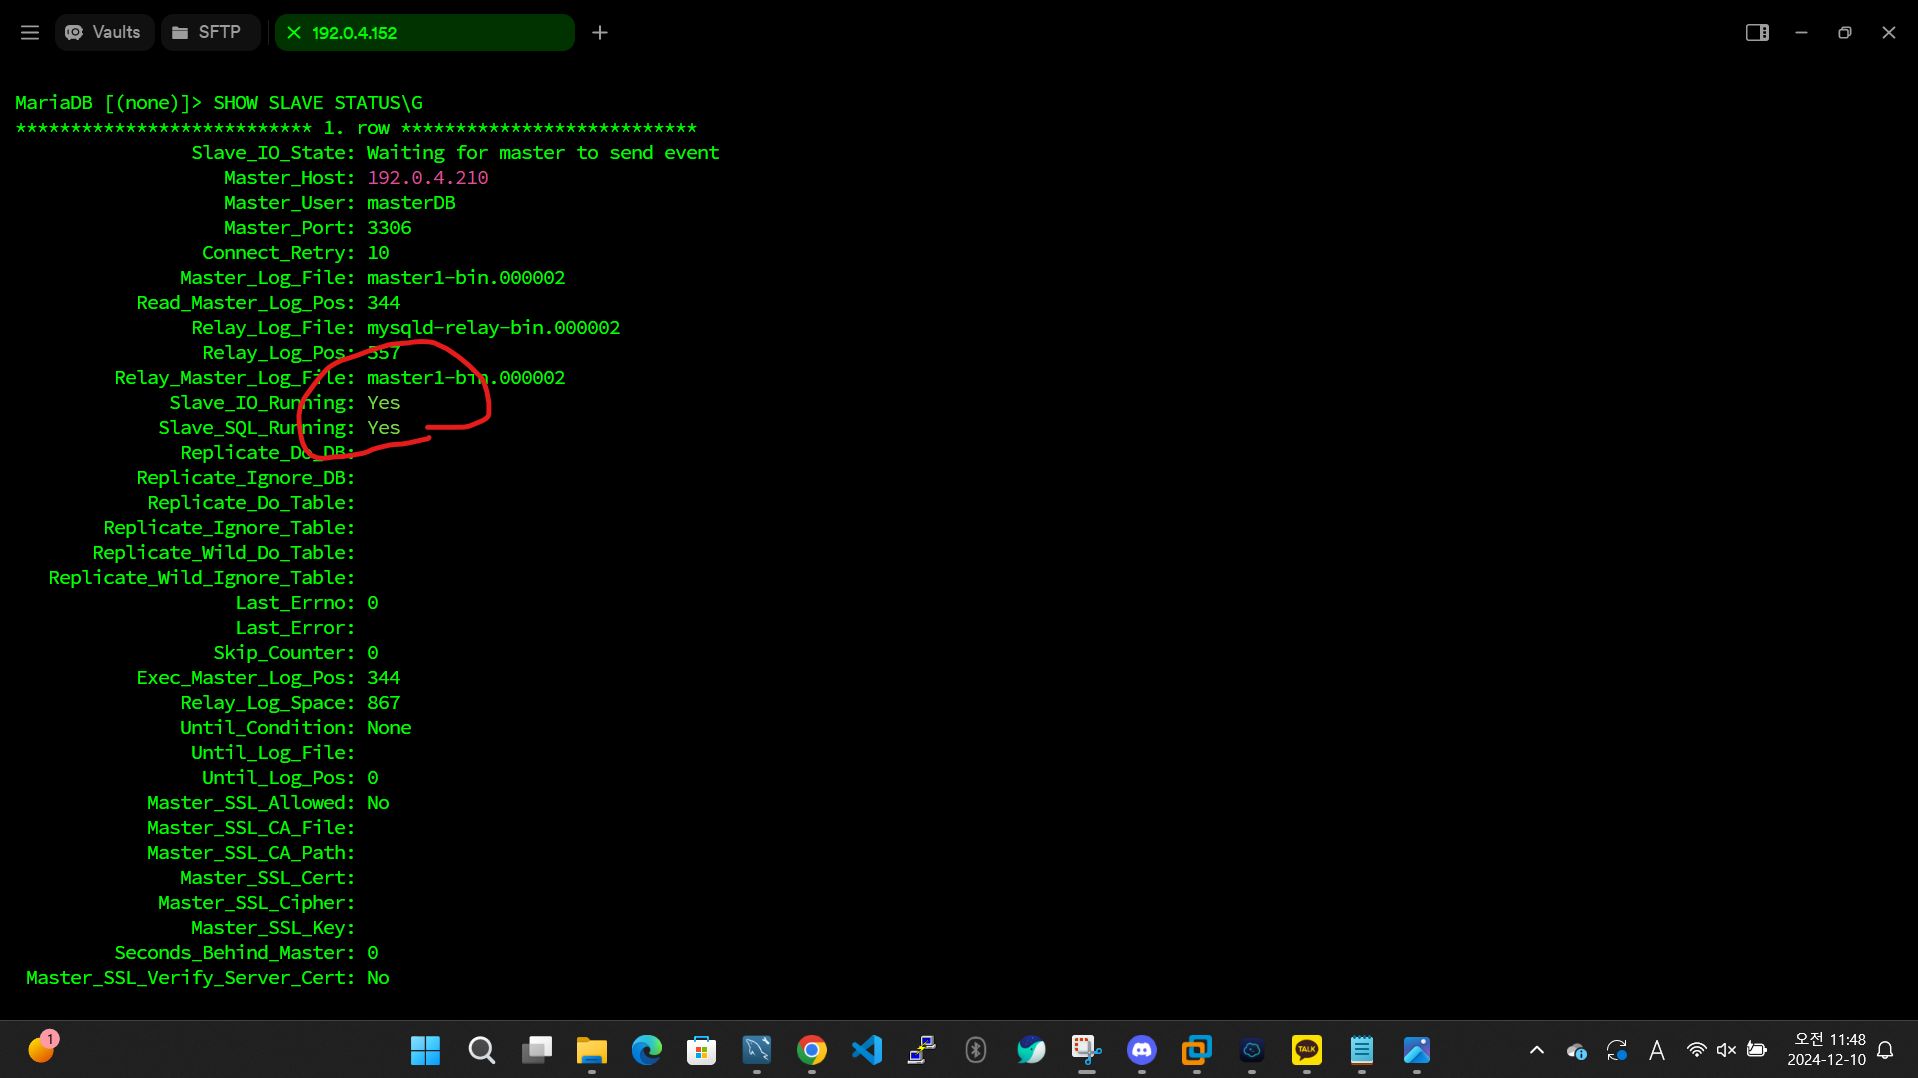 Vaults
SFTP
192.0.4.152
MariaDB [(none)]> SHOW SLAVE STATUS\G
*************************** 1. row ***************************
Slave_IO_State: Waiting for master to send event
Master_Host: 192.0.4.210
Master_User: masterDB
Master_Port: 3306
Connect_Retry: 10
Master_Log_File: master1-bin.000002
Read_Master_Log_Pos: 344
Relay_Log_File: mysqld-relay-bin.000002
Relay_Log_Pos: 557
Relay_Master_Log_File: master1-bin.000002
Slave_IO_Running: Yes
Slave_SQL_Running: Yes
Replicate_Do_DB:
Replicate_Ignore_DB:
Replicate_Do_Table:
Replicate_Ignore_Table:
Replicate_Wild_Do_Table:
Replicate_Wild_Ignore_Table:
Last_Errno: 0
Last_Error:
Skip_Counter: 0
Exec_Master_Log_Pos: 344
Relay_Log_Space: 867
Until_Condition: None
Until_Log_File:
Until_Log_Pos: 0
Master_SSL_Allowed: No
Master_SSL_CA_File:
Master_SSL_CA_Path:
Master_SSL_Cert:
Master_SSL_Cipher:
Master_SSL_Key:
Seconds_Behind_Master: 0
Master_SSL_Verify_Server_Cert: No
1
TALK
A
오전 11:48
2024-12-10